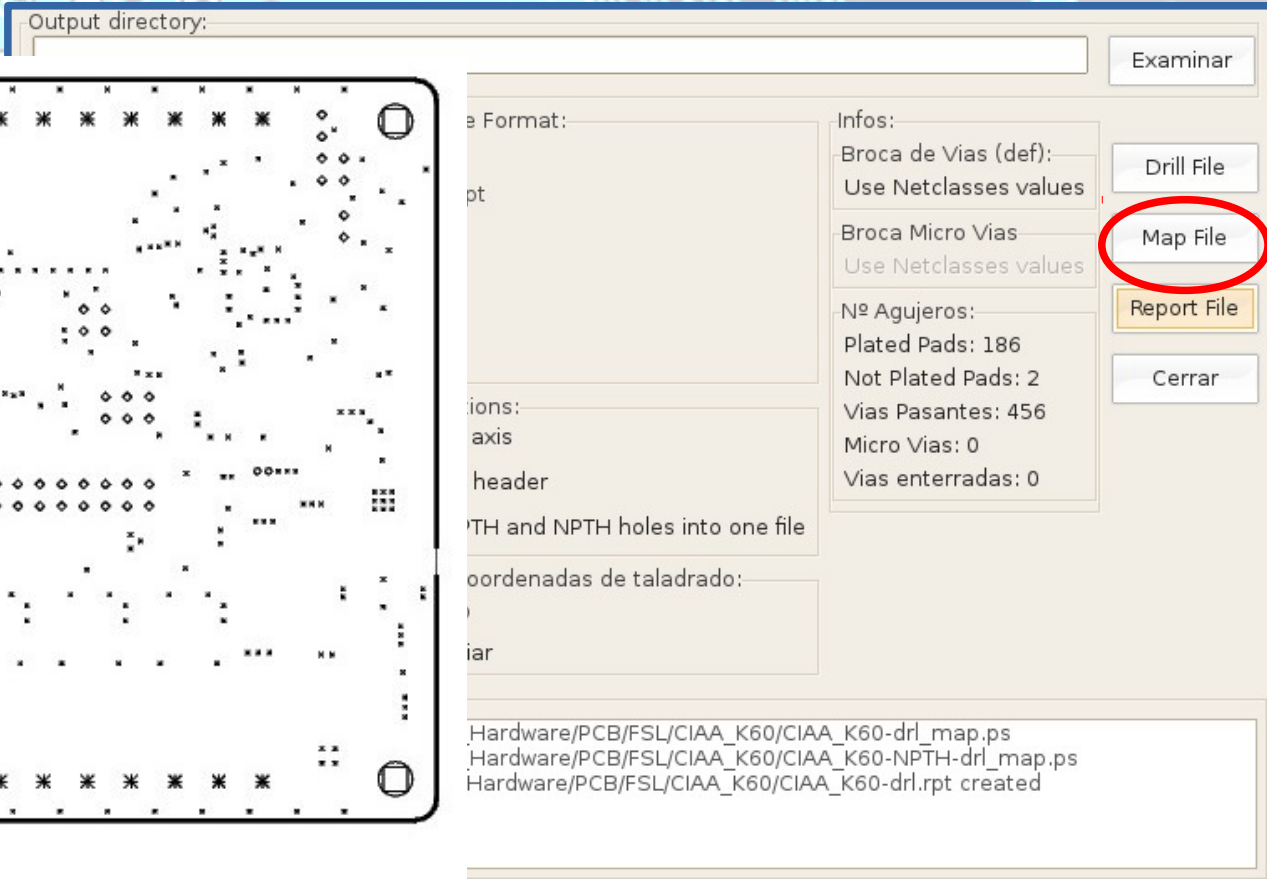 Output directory:
Examinar
e Format:
pt
Infos:
Broca de Vias (def):
Use Netclasses values
Broca Micro Vias
Use Netclasses values
Nº Agujeros:
Plated Pads: 186
Not Plated Pads: 2
Vias Pasantes: 456
Micro Vias: 0
Vias enterradas: 0
Drill File
Map File
Report File
Cerrar
ions:
axis
header
PTH and NPTH holes into one file
oordenadas de taladrado:
iar
_Hardware/PCB/FSL/CIAA_K60/CIAA_K60-drl_map.ps
_Hardware/PCB/FSL/CIAA_K60/CIAA_K60-NPTH-drl_map.ps
Hardware/PCB/FSL/CIAA_K60/CIAA_K60-drl.rpt created